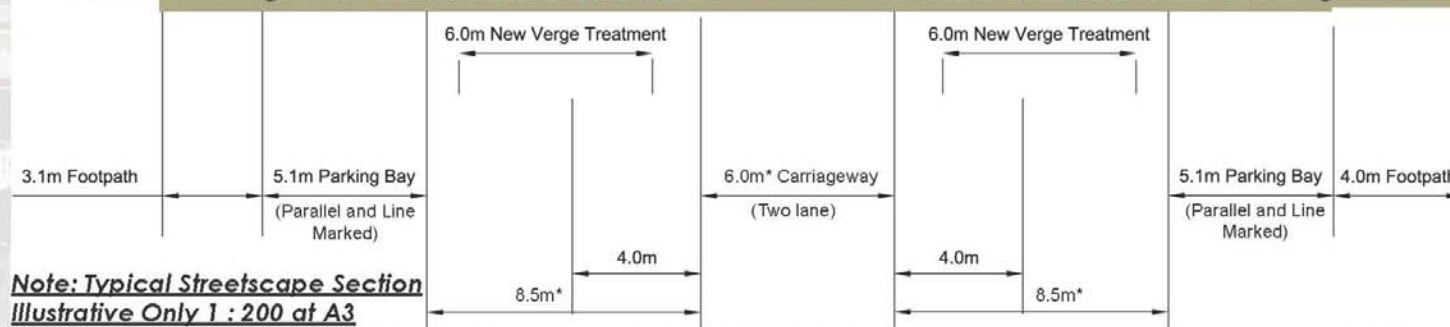 6.0m New Verge Treatment
6.0m New Verge Treatment
3.1m Footpath
5.1m Parking Bay
(Parallel and Line
Marked)
6.0m* Carriageway
(Two lane)
5.1m Parking Bay
(Parallel and Line
Marked)
4.0m Footpath
4.0m
4.0m
8.5m*
8.5m*
Note: Typical Streetscape Section
Illustrative Only 1 : 200 at A3